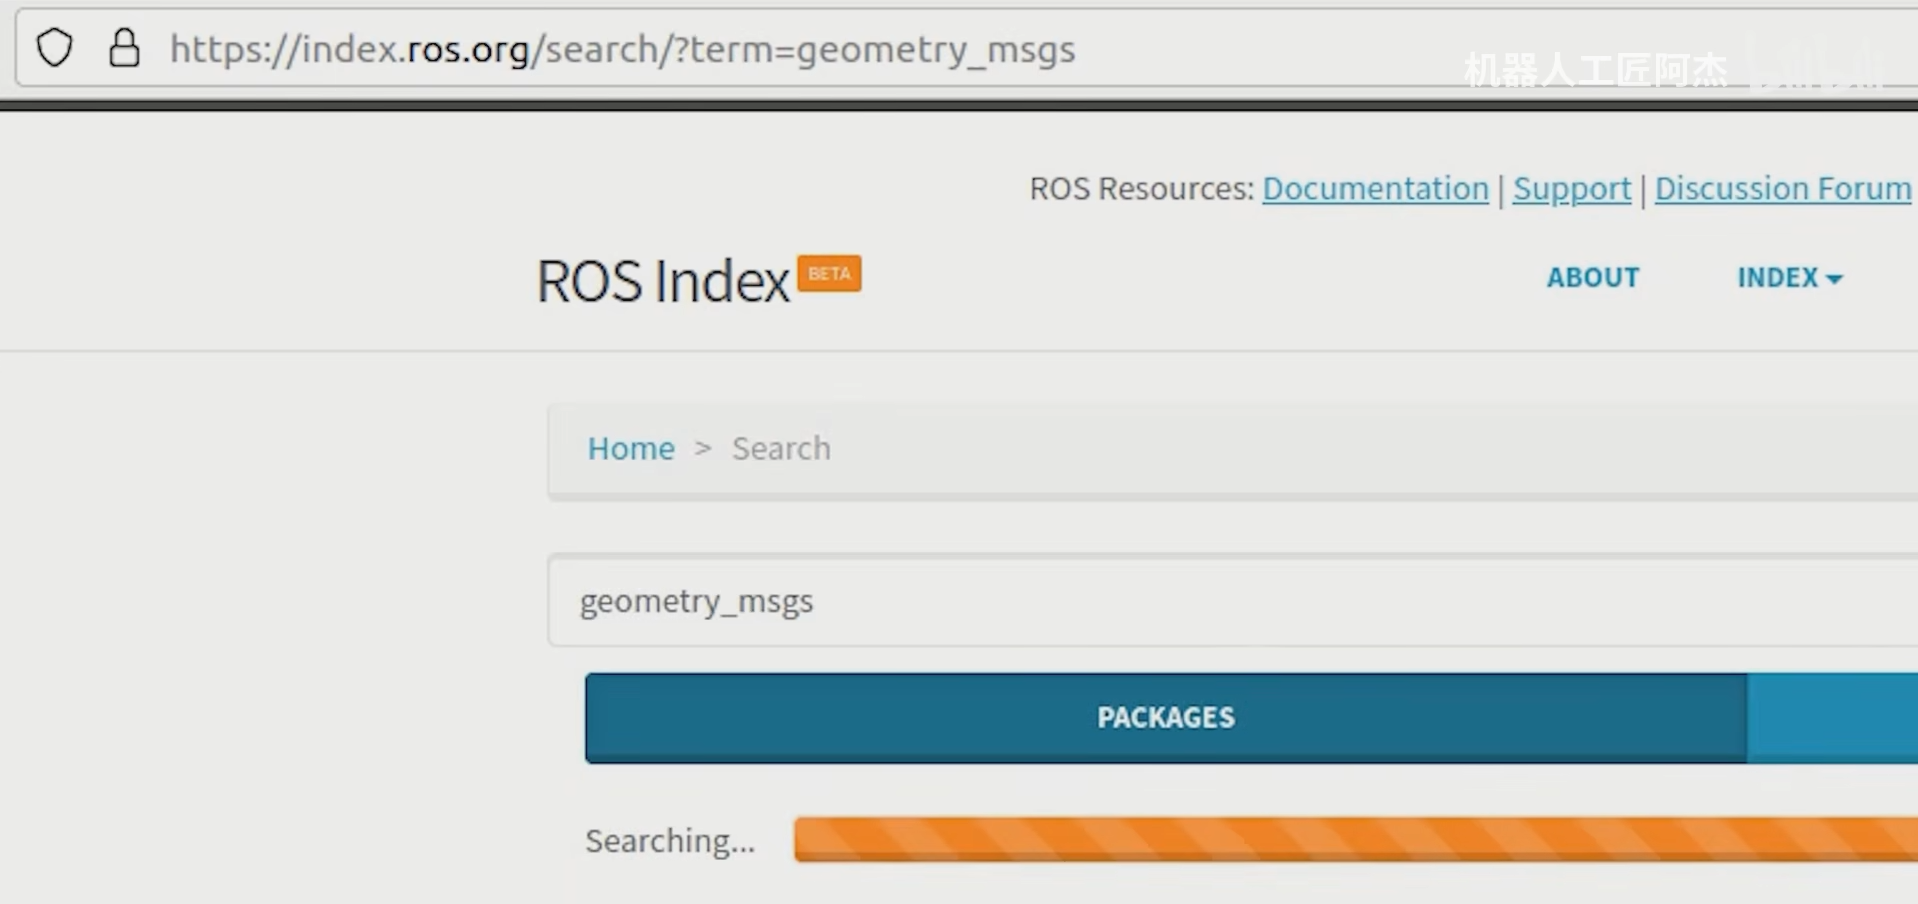 https://index.ros.org/search/?term=geometry_msgs
机器人工匠阿杰
ROS Resources: Documentation | Support | Discussion Forum
ROS Index BETA
ABOUT INDEX
Home > Search
geometry_msgs
PACKAGES
Searching...